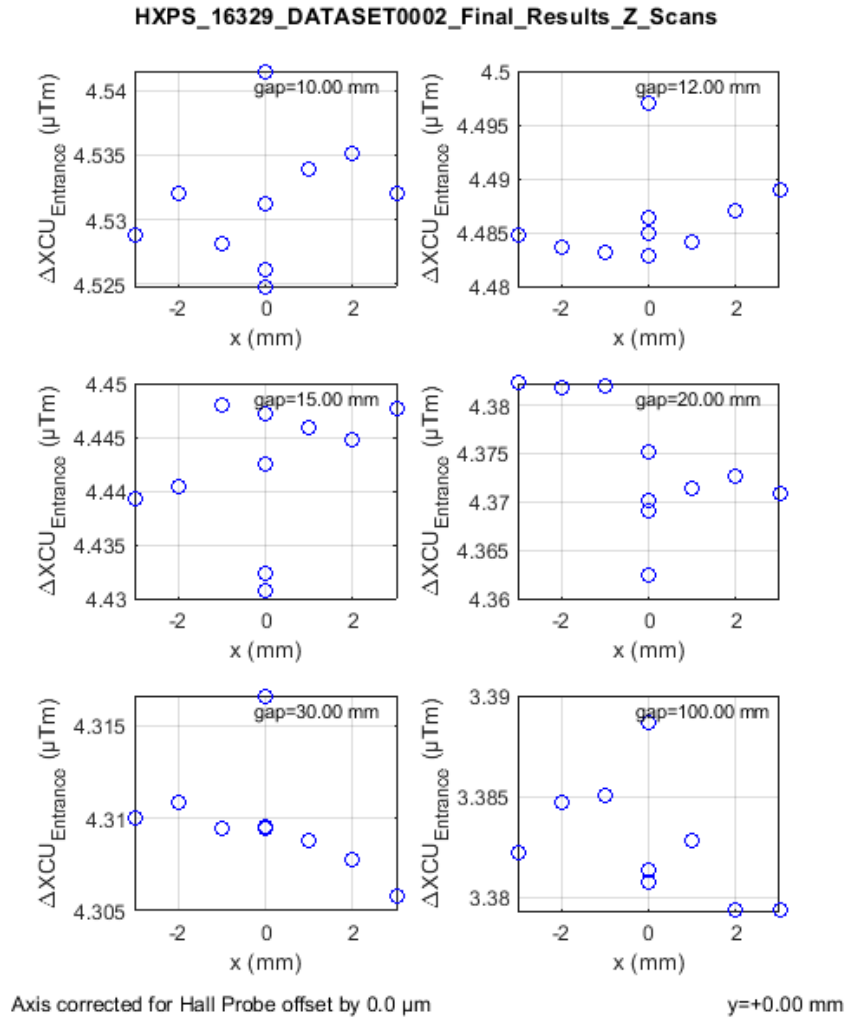 HXPS_16329_DATASET0002_Final_Results_Z_Scans
gap=10.00 mm
4.54
4.535
4.53
4.525
ΔXCU_Entrance (µTm)
-2 0 2
x (mm)
gap=12.00 mm
4.5
4.495
4.49
4.485
4.48
ΔXCU_Entrance (µTm)
-2 0 2
x (mm)
gap=15.00 mm
4.45
4.445
4.44
4.435
4.43
ΔXCU_Entrance (µTm)
-2 0 2
x (mm)
gap=20.00 mm
4.38
4.375
4.37
4.365
4.36
ΔXCU_Entrance (µTm)
-2 0 2
x (mm)
gap=30.00 mm
4.315
4.31
4.305
ΔXCU_Entrance (µTm)
-2 0 2
x (mm)
gap=100.00 mm
3.39
3.385
3.38
ΔXCU_Entrance (µTm)
-2 0 2
x (mm)
Axis corrected for Hall Probe offset by 0.0 µm
y=+0.00 mm